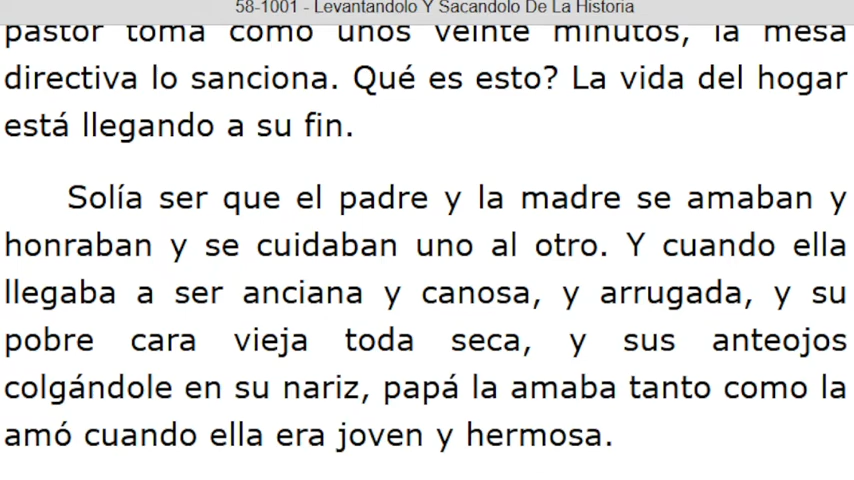 58-1001 - Levantandolo Y Sacandolo De La Historia
pastor toma como unos veinte minutos, la mesa
directiva lo sanciona. Qué es esto? La vida del hogar
está llegando a su fin.
Solía ser que el padre y la madre se amaban y
honraban y se cuidaban uno al otro. Y cuando ella
llegaba a ser anciana y canosa, y arrugada, y su
pobre cara vieja toda seca, y sus anteojos
colgándole en su nariz, papá la amaba tanto como la
amó cuando ella era joven y hermosa.